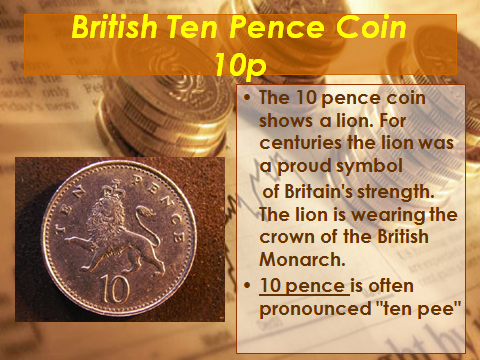 British Ten Pence Coin
10p
• The 10 pence coin
shows a lion. For
centuries the lion was
a proud symbol
of Britain's strength.
The lion is wearing the
crown of the British
Monarch.
• 10 pence is often
pronounced "ten pee"
TEN PENCE
10